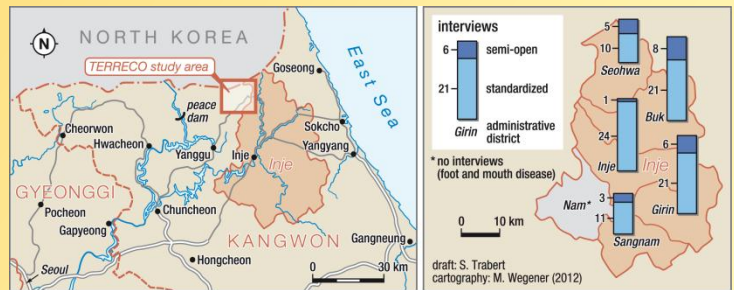 N
NORTH KOREA
TERRECO study area
Goseong
East Sea
peace
dam
Cheorwon
Hwacheon
Sokcho
Yanggu
Inje
Yangyang
Inje
GYEONGGI
Pocheon
Chuncheon
Gapyeong
KANGWON
Gangneung
Seoul
Hongcheon
0 30 km
interviews
6 semi-open
21 standardized
Girin administrative
district
* no interviews
(foot and mouth disease)
0 10 km
draft: S. Trabert
cartography: M. Wegener (2012)
5
10
Seohwa
8
21
Buk
1
24
Inje
Inje
6
21
Girin
Nam*
3
11
Sangnam